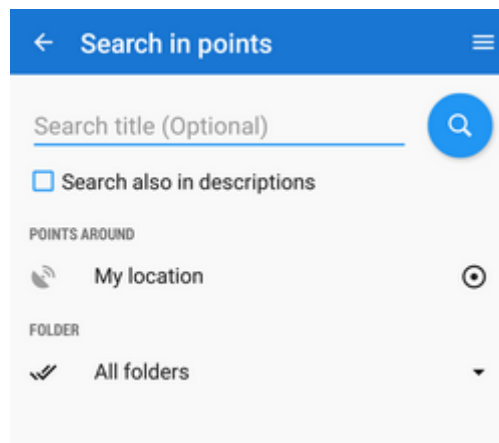 Search in points
Search title (Optional)
Search also in descriptions
POINTS AROUND
My location
FOLDER
All folders